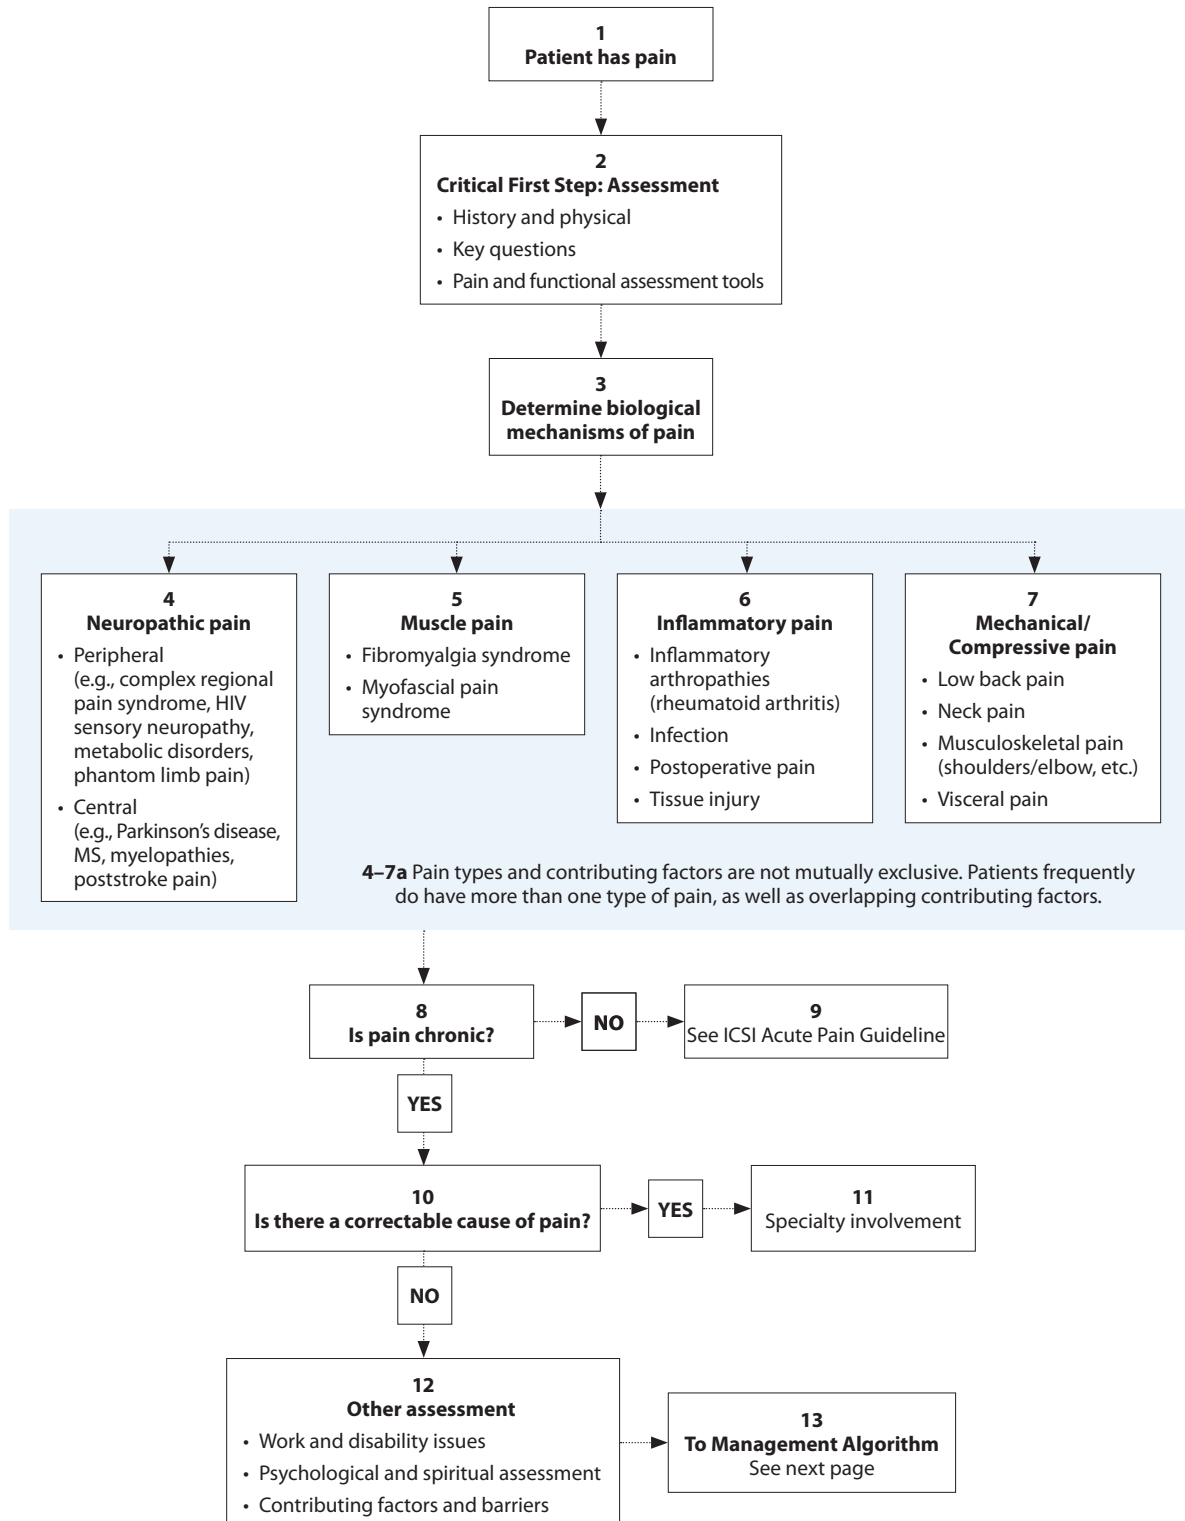 1
Patient has pain
2
Critical First Step: Assessment
• History and physical
• Key questions
• Pain and functional assessment tools
3
Determine biological
mechanisms of pain
4
Neuropathic pain
• Peripheral
(e.g., complex regional
pain syndrome, HIV
sensory neuropathy,
metabolic disorders,
phantom limb pain)
• Central
(e.g., Parkinson's disease,
MS, myelopathies,
poststroke pain)
5
Muscle pain
• Fibromyalgia syndrome
• Myofascial pain
syndrome
6
Inflammatory pain
• Inflammatory
arthropathies
(rheumatoid arthritis)
• Infection
• Postoperative pain
• Tissue injury
7
Mechanical/
Compressive pain
• Low back pain
• Neck pain
• Musculoskeletal pain
(shoulders/elbow, etc.)
• Visceral pain
4–7a Pain types and contributing factors are not mutually exclusive. Patients frequently
do have more than one type of pain, as well as overlapping contributing factors.
8
Is pain chronic?
NO
9
See ICSI Acute Pain Guideline
YES
10
Is there a correctable cause of pain?
YES
11
Specialty involvement
NO
12
Other assessment
• Work and disability issues
• Psychological and spiritual assessment
• Contributing factors and barriers
13
To Management Algorithm
See next page